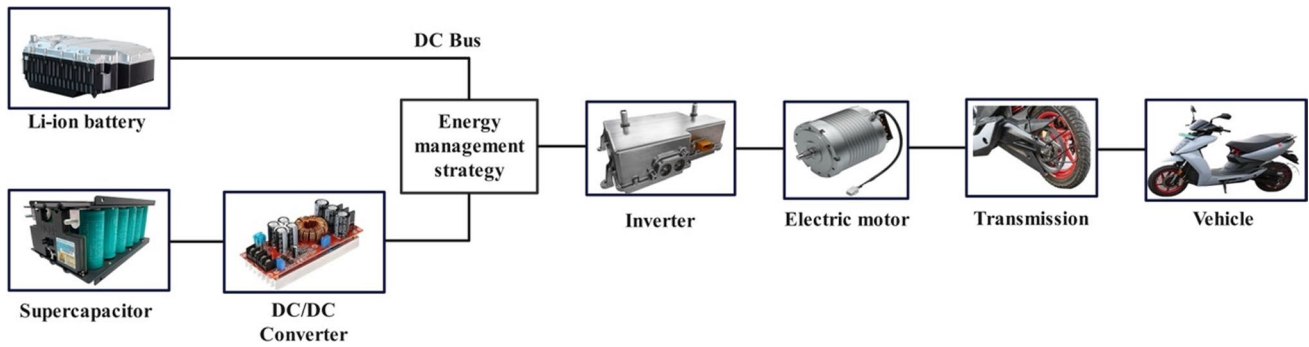 DC Bus
Li-ion battery
Energy
management
strategy
Inverter
Electric motor
Transmission
Vehicle
Supercapacitor
DC/DC
Converter